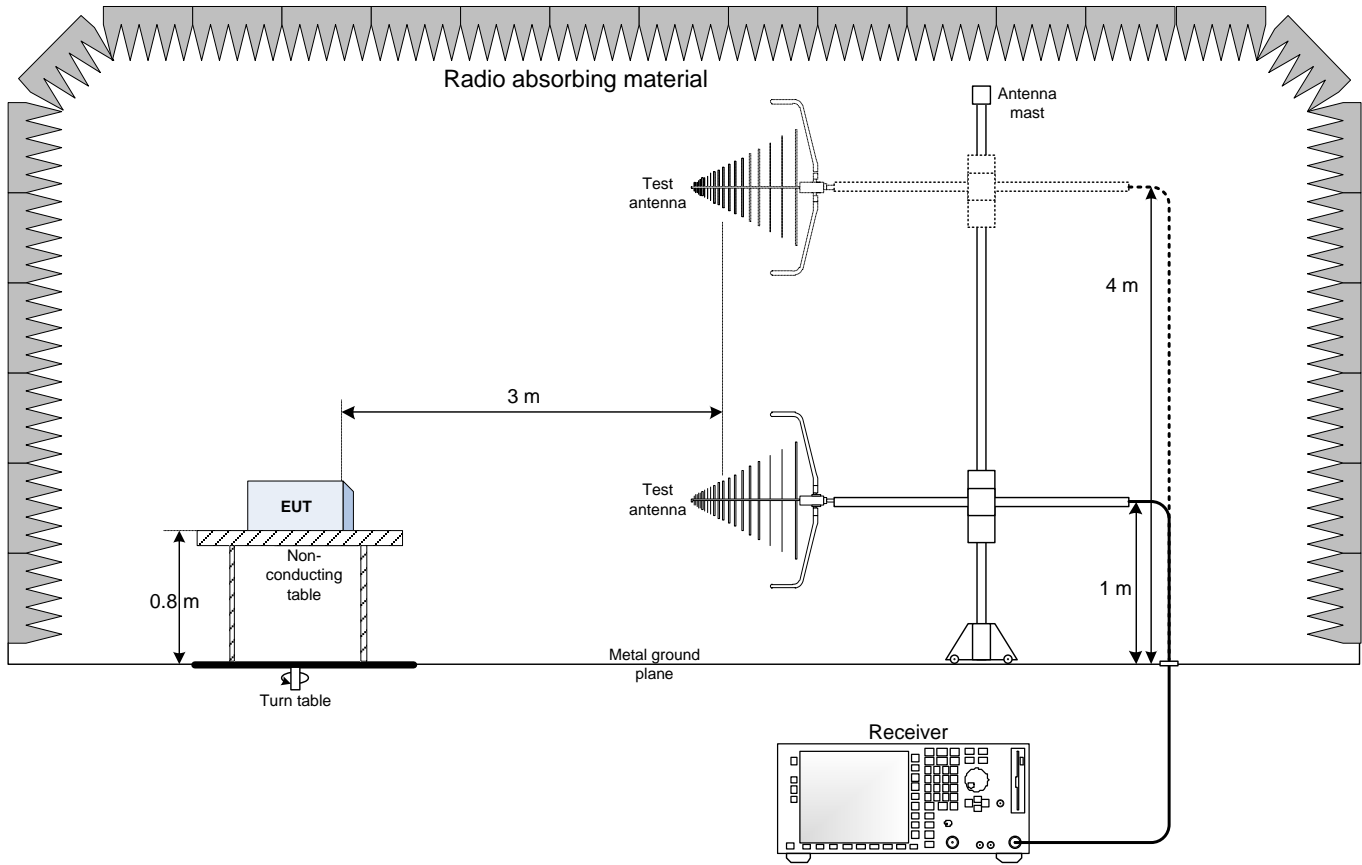 Radio absorbing material
Antenna
mast
Test
antenna
4 m
3 m
Test
antenna
EUT
Non-
conducting
table
0.8 m
1 m
Metal ground
plane
Turn table
Receiver